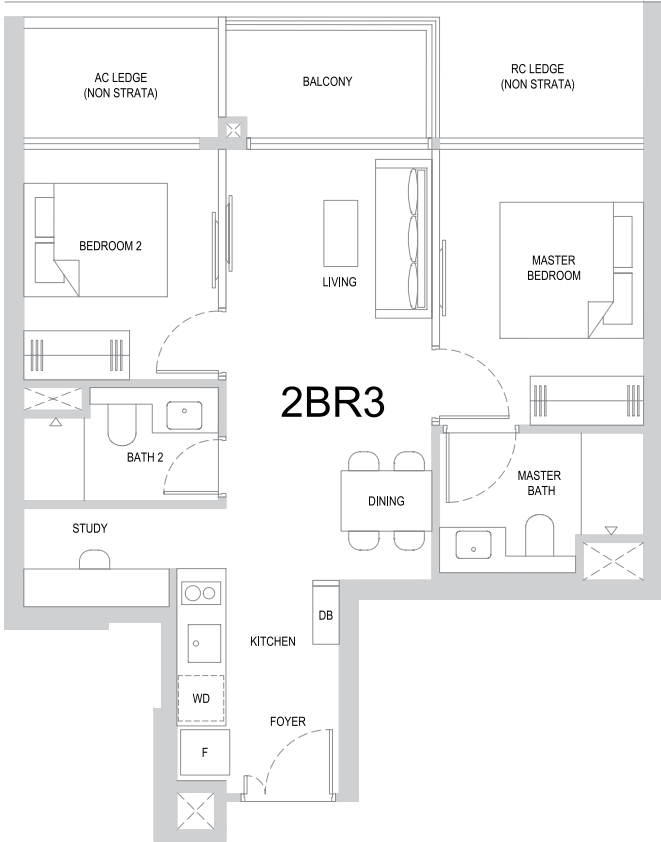 AC LEDGE
(NON STRATA)
BALCONY
RC LEDGE
(NON STRATA)
BEDROOM 2
LIVING
MASTER
BEDROOM
2BR3
BATH 2
DINING
MASTER
BATH
STUDY
DB
KITCHEN
WD
FOYER
F